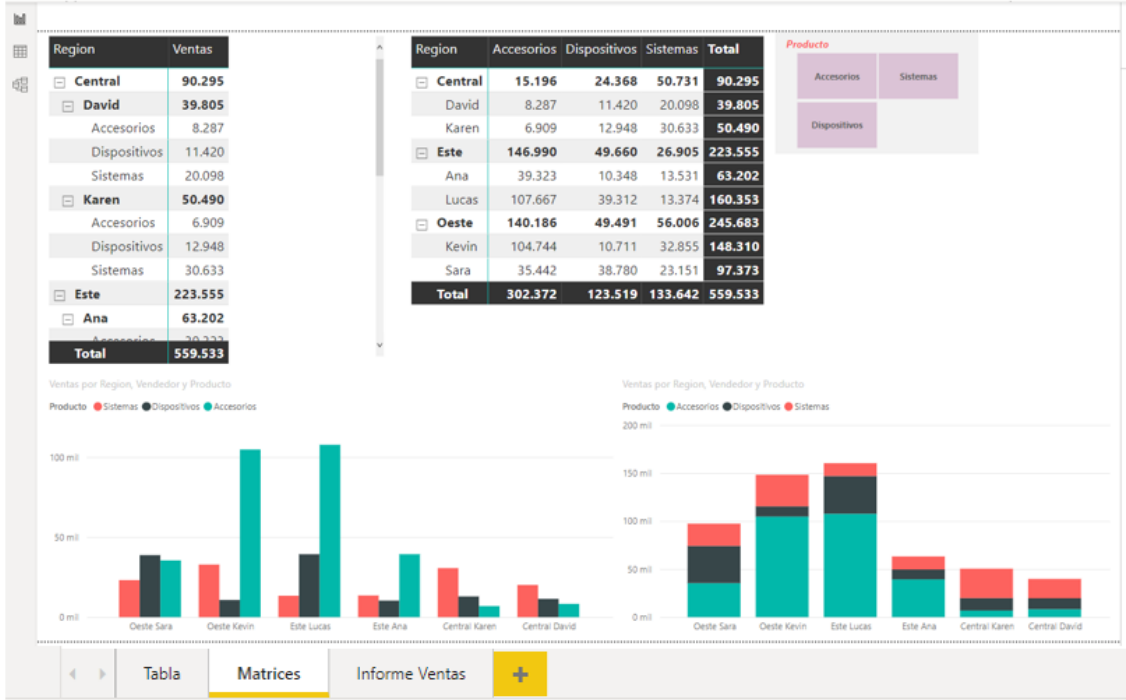 Region Ventas
Central 90.295
David 39.805
Accesorios 8.287
Dispositivos 11.420
Sistemas 20.098
Karen 50.490
Accesorios 6.909
Dispositivos 12.948
Sistemas 30.633
Este 223.555
Ana 63.202
Total 559.533
Region Accesorios Dispositivos Sistemas Total
Central 15.196 24.368 50.731 90.295
David 8.287 11.420 20.098 39.805
Karen 6.909 12.948 30.633 50.490
Este 146.990 49.660 26.905 223.555
Ana 39.323 10.348 13.531 63.202
Lucas 107.667 39.312 13.374 160.353
Oeste 140.186 49.491 56.006 245.683
Kevin 104.744 10.711 32.855 148.310
Sara 35.442 38.780 23.151 97.373
Total 302.372 123.519 133.642 559.533
Producto
Accesorios Sistemas
Dispositivos
Ventas por Region, Vendedor y Producto
Producto Sistemas Dispositivos Accesorios
100 mil
50 mil
0 mil
Oeste Sara Oeste Kevin Este Lucas Este Ana Central Karen Central David
Ventas por Region, Vendedor y Producto
Producto Accesorios Dispositivos Sistemas
200 mil
150 mil
100 mil
50 mil
0 mil
Oeste Sara Oeste Kevin Este Lucas Este Ana Central Karen Central David
Tabla Matrices Informe Ventas +